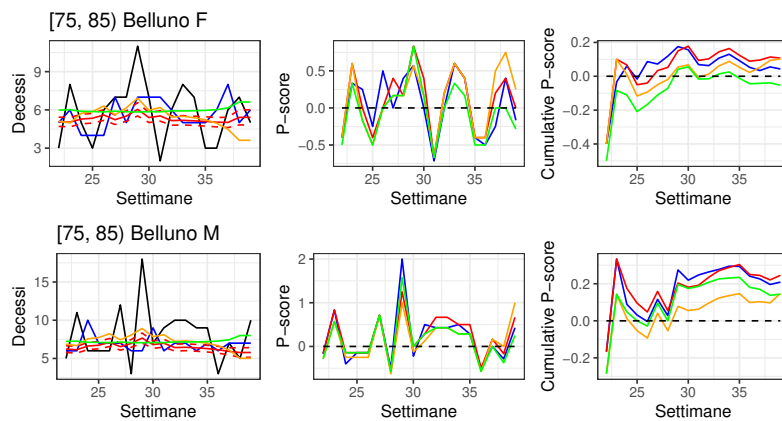 [75, 85) Belluno F
Decessi
9
6
3
25
30
35
Settimane
P−score
0.5
0.0
−0.5
25
30
35
Settimane
Cumulative P−score
0.2
0.0
−0.2
−0.4
25
30
35
Settimane
[75, 85) Belluno M
Decessi
15
10
5
25
30
35
Settimane
P−score
2
1
0
25
30
35
Settimane
Cumulative P−score
0.2
0.0
−0.2
25
30
35
Settimane